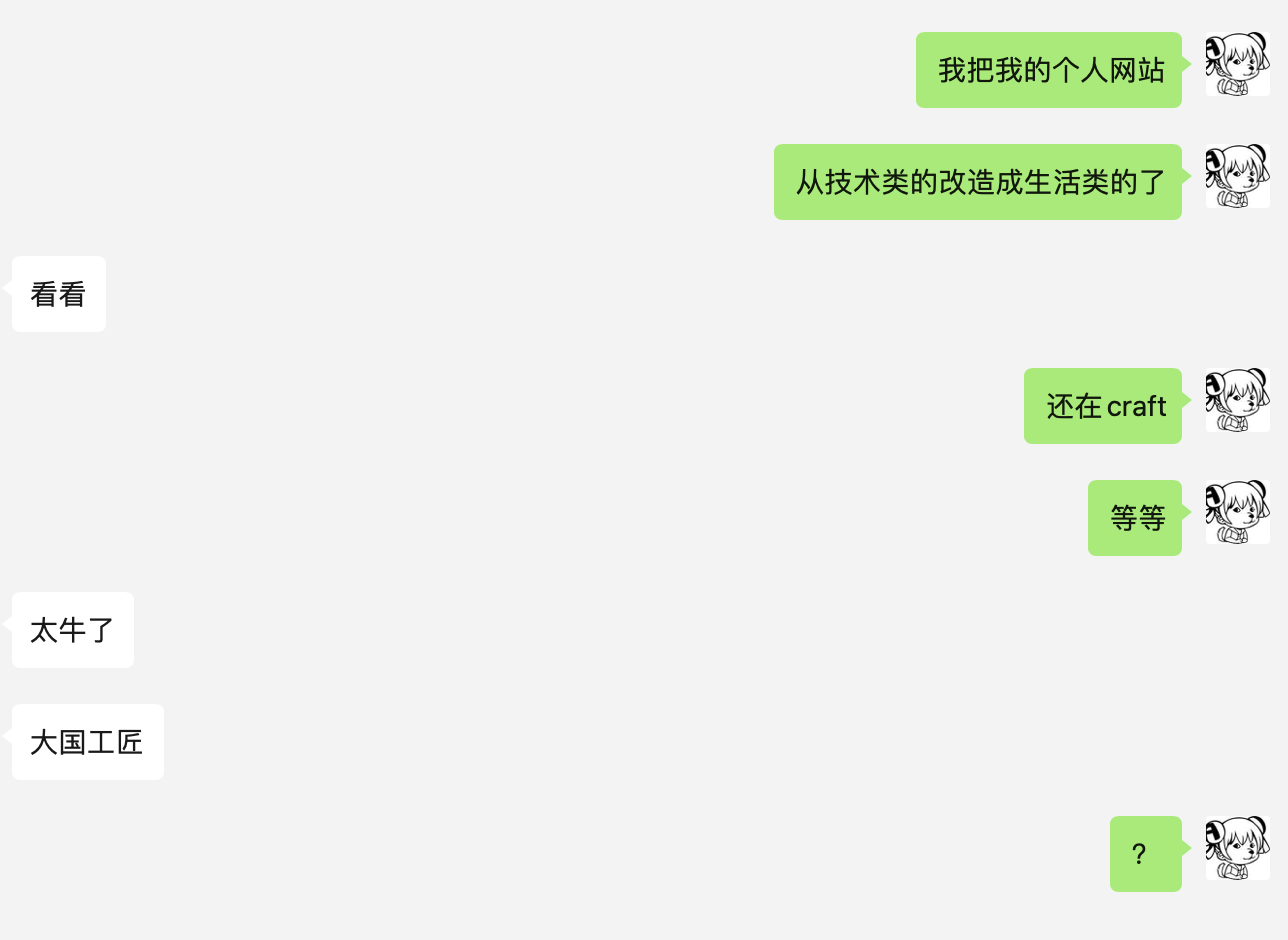 我把我的个人网站
从技术类的改造成生活类的了
看看
还在 craft
等等
太牛了
大国工匠
？